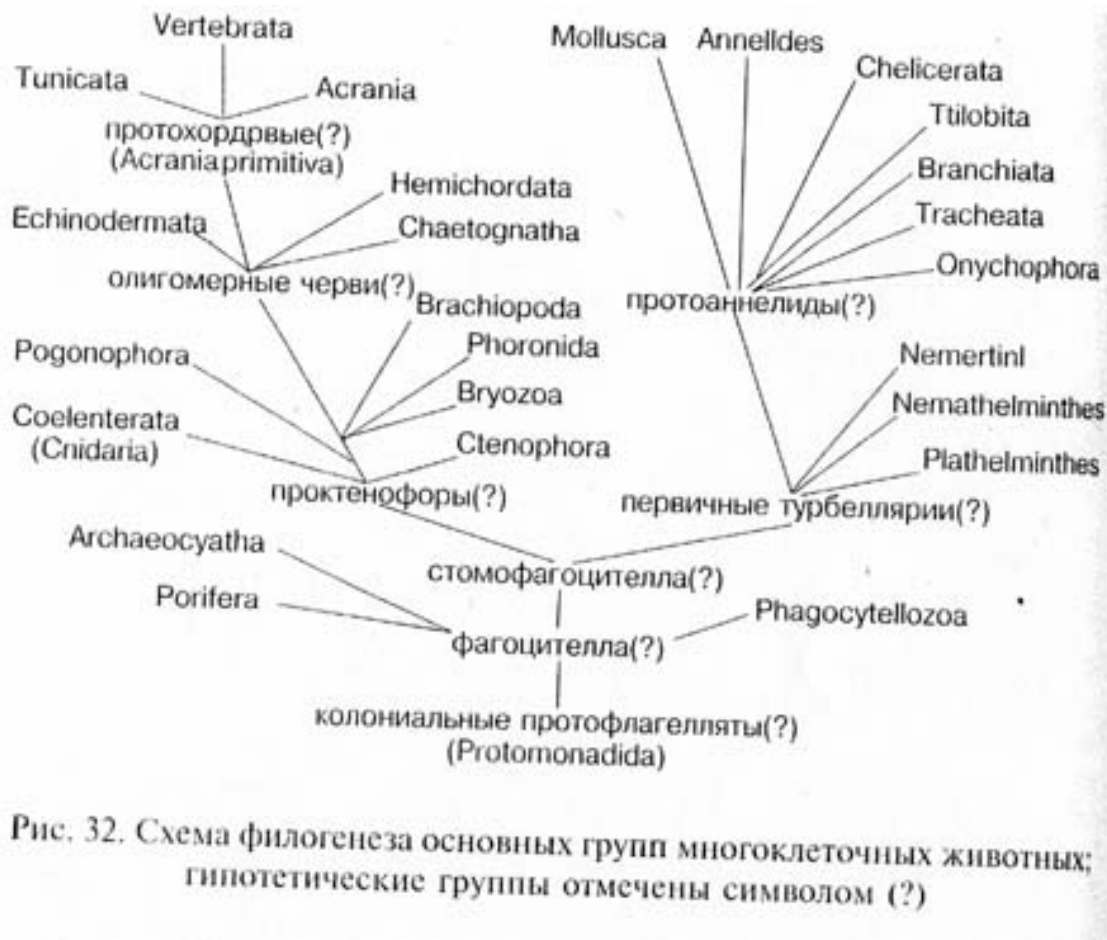 Vertebrata
Mollusca
Annelldes
Tunicata
Acrania
Chelicerata
протохордрвые(?)
(Acrania primitiva)
Ttilobita
Hemichordata
Branchiata
Echinodermata
Chaetognatha
Tracheata
олигомерные черви(?)
Onychophora
Brachiopoda
протоаннелиды(?)
Pogonophora
Phoronida
Nemertinl
Coelenterata
(Cnidaria)
Bryozoa
Nemathelminthes
Ctenophora
Plathelminthes
проктенофоры(?)
первичные турбеллярии(?)
Archaeocyatha
стомофагоцителла(?)
Porifera
Phagocytellozoa
фагоцителла(?)
колониальные протофлагелляты(?)
(Protomonadida)
Рис. 32. Схема филогенеза основных групп многоклеточных животных;
гипотетические группы отмечены символом (?)